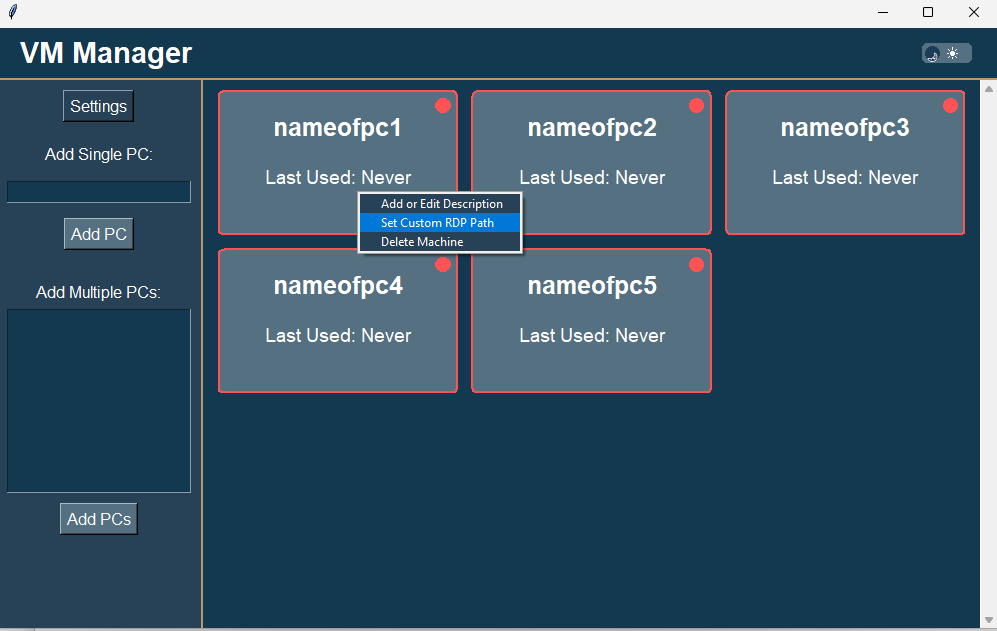 VM Manager
Settings
Add Single PC:
Add PC
Add Multiple PCs:
Add PCs
nameofpc1
Last Used: Never
nameofpc2
Last Used: Never
nameofpc3
Last Used: Never
Add or Edit Description
Set Custom RDP Path
Delete Machine
nameofpc4
Last Used: Never
nameofpc5
Last Used: Never